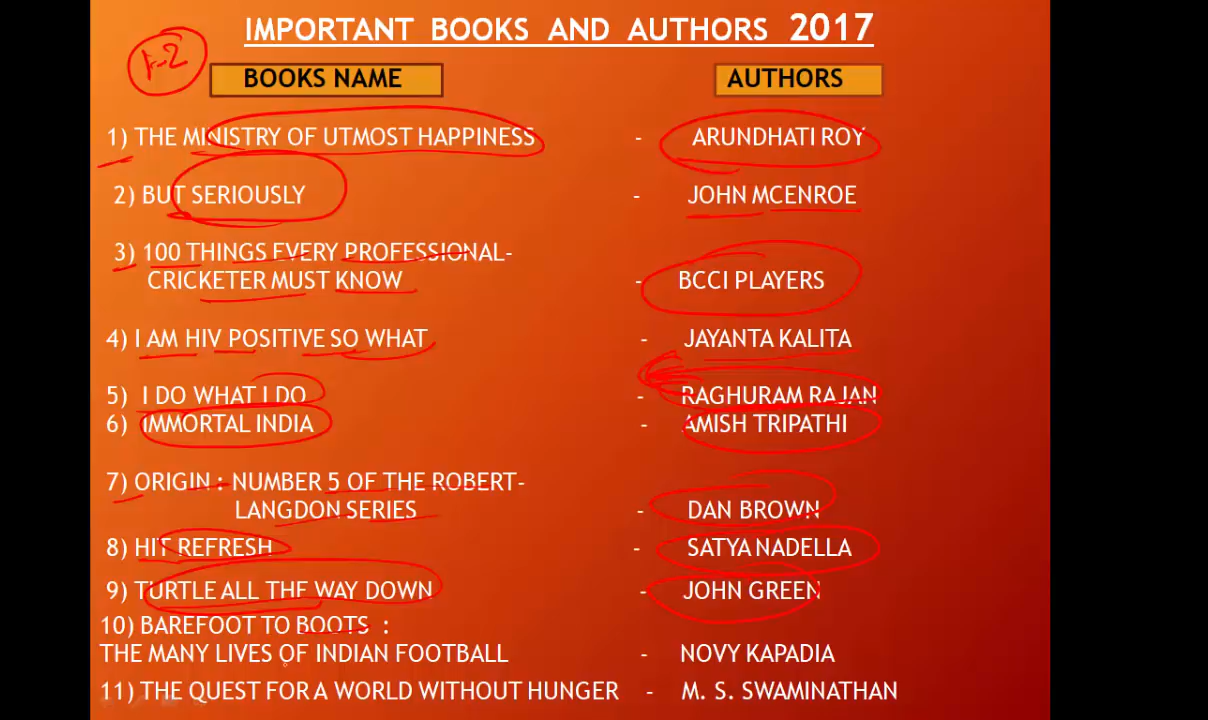 IMPORTANT BOOKS AND AUTHORS 2017
BOOKS NAME AUTHORS
1) THE MINISTRY OF UTMOST HAPPINESS - ARUNDHATI ROY
2) BUT SERIOUSLY - JOHN MCENROE
3) 100 THINGS EVERY PROFESSIONAL-
CRICKETER MUST KNOW - BCCI PLAYERS
4) I AM HIV POSITIVE SO WHAT - JAYANTA KALITA
5) I DO WHAT I DO - RAGHURAM RAJAN
6) IMMORTAL INDIA - AMISH TRIPATHI
7) ORIGIN : NUMBER 5 OF THE ROBERT-
LANGDON SERIES - DAN BROWN
8) HIT REFRESH - SATYA NADELLA
9) TURTLE ALL THE WAY DOWN - JOHN GREEN
10) BAREFOOT TO BOOTS :
THE MANY LIVES OF INDIAN FOOTBALL - NOVY KAPADIA
11) THE QUEST FOR A WORLD WITHOUT HUNGER - M. S. SWAMINATHAN